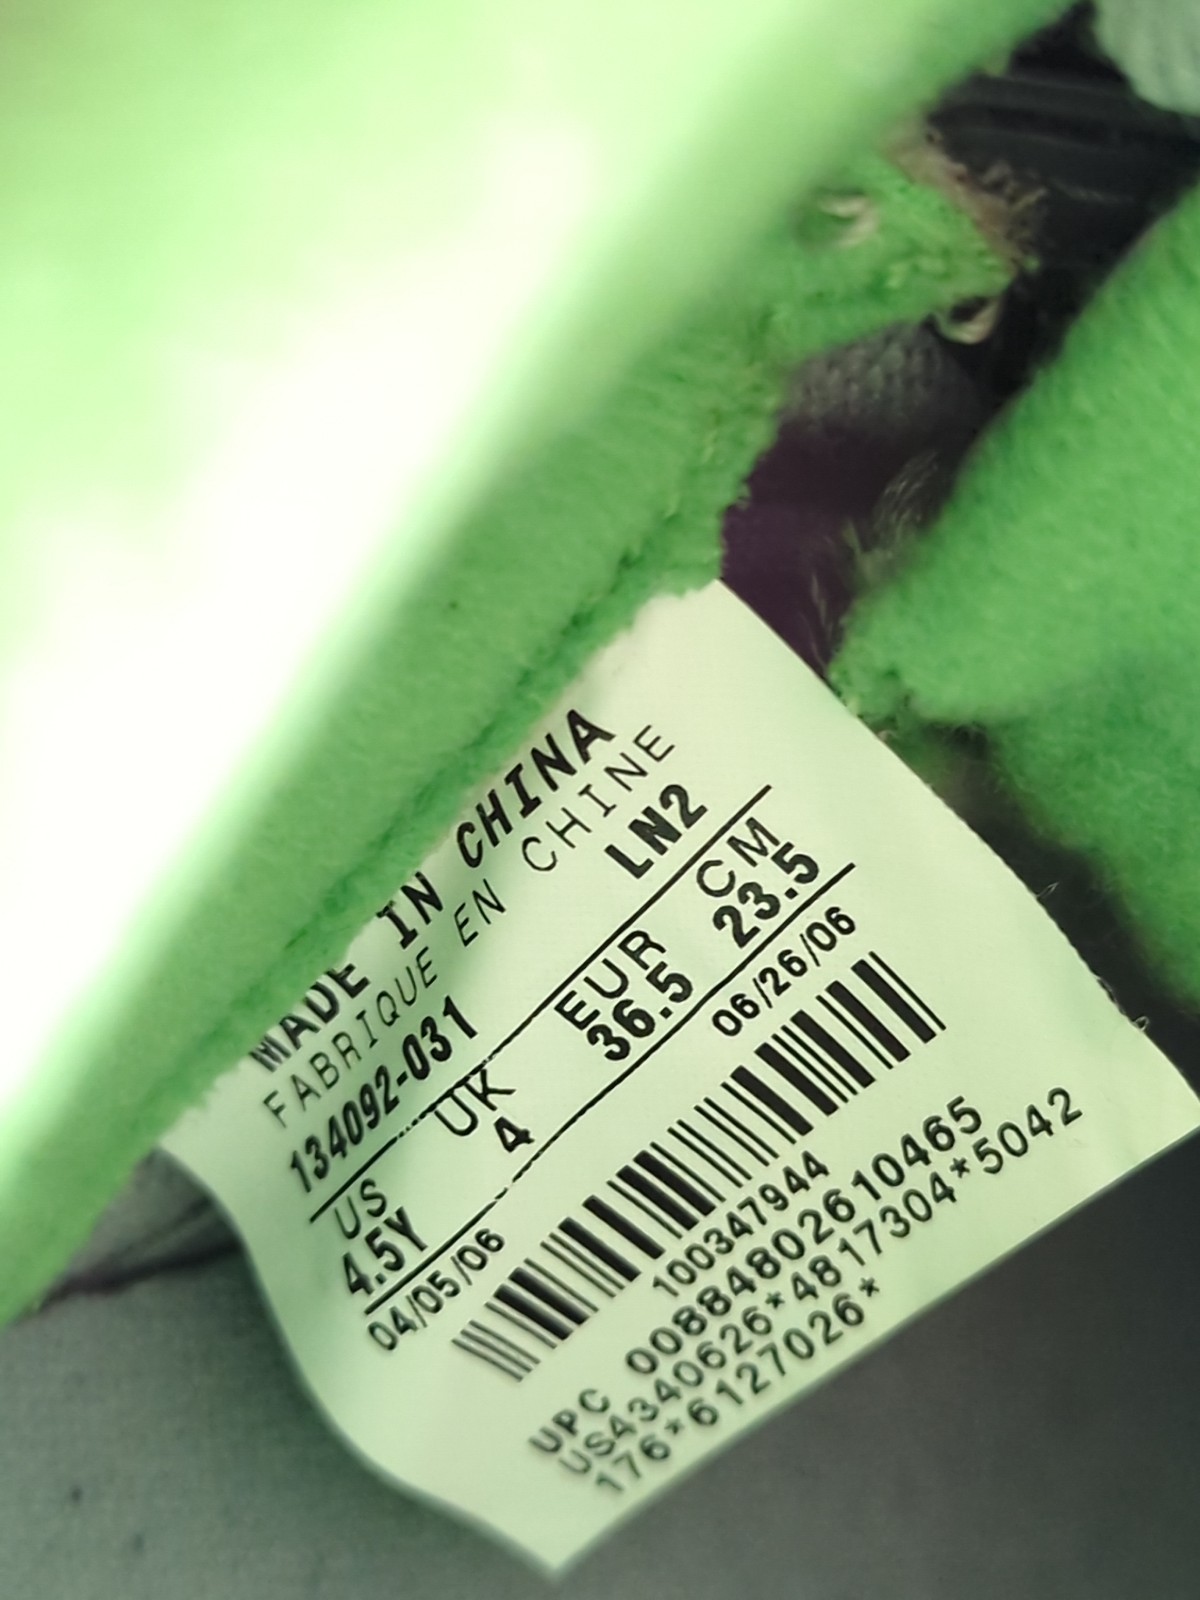 MADE IN CHINA
FABRIQUE EN CHINE
134092-031 LN2
US UK EUR CM
4.5Y 4 36.5 23.5
04/05/06 06/26/06
100347944
UPC 00884802610465
US4340626*4817304*5042
176*6127026*